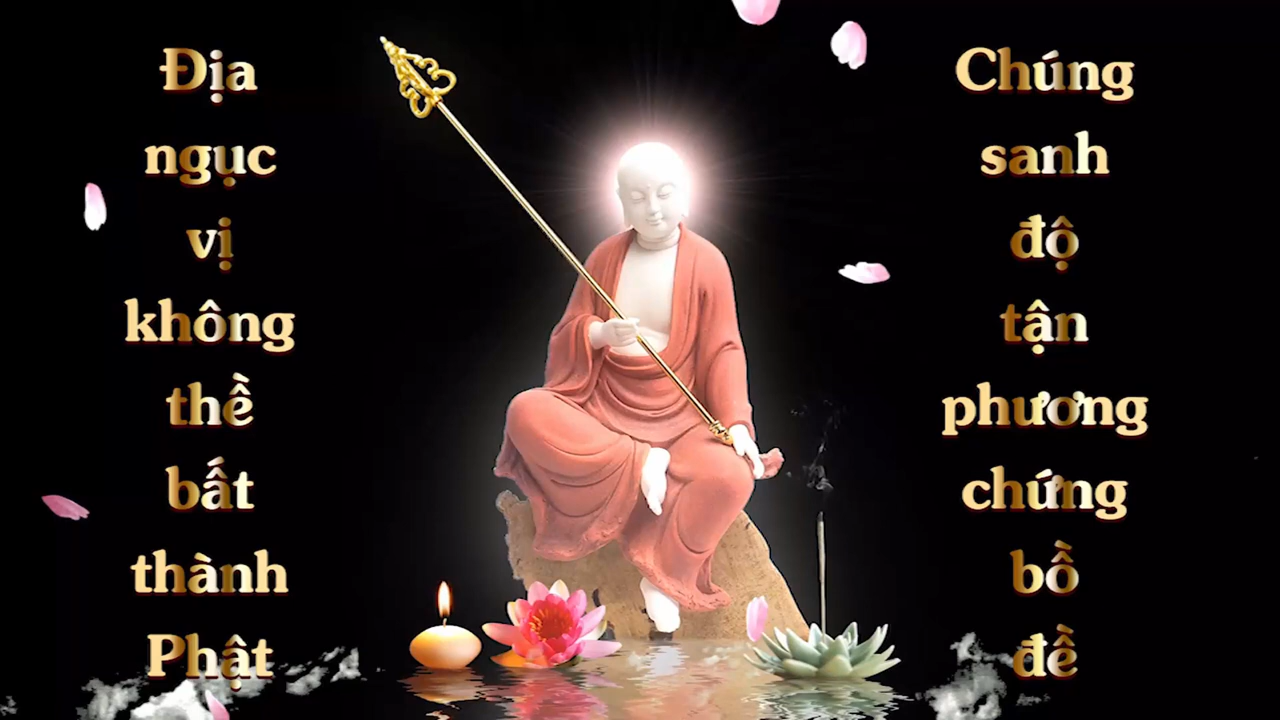 Địa
ngục
vị
không
thề
bất
thành
Phật
Chúng
sanh
độ
tận
phương
chứng
bồ
đề